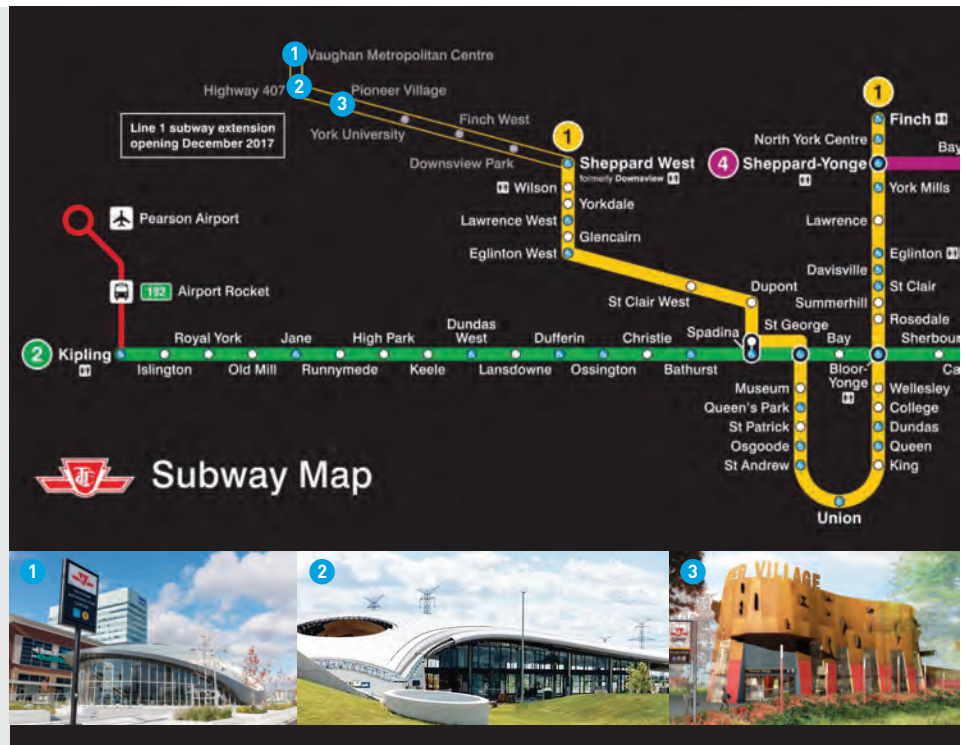 1
Vaughan Metropolitan Centre
Highway 407
2
Pioneer Village
3
York University
Finch West
Downsview Park
Line 1 subway extension
opening December 2017
1
Sheppard West
formerly Downsview
Wilson
Yorkdale
Lawrence West
Glencairn
Eglinton West
St Clair West
Dupont
Spadina
St George
1
Finch
North York Centre
4
Sheppard-Yonge
Bay
York Mills
Lawrence
Eglinton
Davisville
St Clair
Summerhill
Rosedale
Pearson Airport
192
Airport Rocket
2
Kipling
Islington
Royal York
Old Mill
Jane
Runnymede
High Park
Keele
Dundas
West
Lansdowne
Dufferin
Ossington
Christie
Bathurst
Bay
Bloor-
Yonge
Sherbour
Ca
Museum
Queen's Park
St Patrick
Osgoode
St Andrew
Union
Wellesley
College
Dundas
Queen
King
TTC
Subway Map
1
2
3
ER VILLAGE